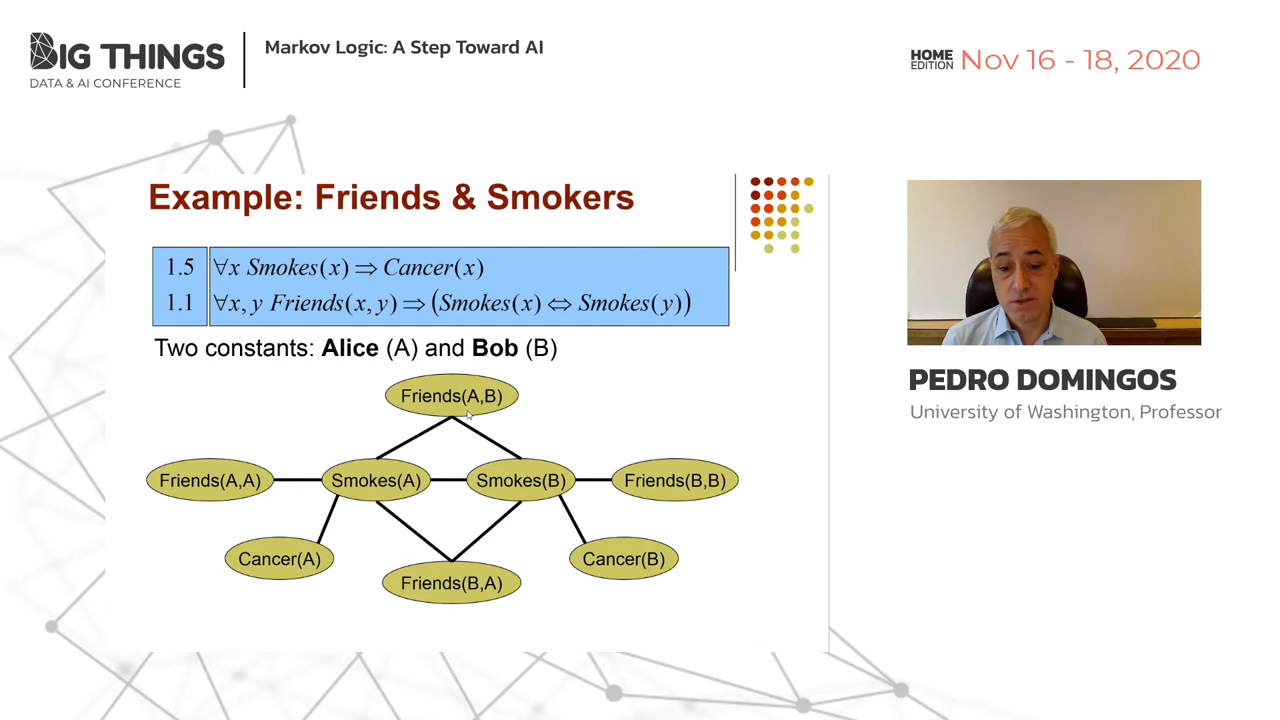 BIG THINGS
DATA & AI CONFERENCE
Markov Logic: A Step Toward AI
HOME
EDITION
Nov 16 - 18, 2020
Example: Friends & Smokers
1.5 ∀x Smokes(x) ⇒ Cancer(x)
1.1 ∀x, y Friends(x, y) ⇒ (Smokes(x) ⇔ Smokes(y))
Two constants: Alice (A) and Bob (B)
Friends(A,B)
Friends(A,A)
Smokes(A)
Smokes(B)
Friends(B,B)
Cancer(A)
Cancer(B)
Friends(B,A)
PEDRO DOMINGOS
University of Washington, Professor